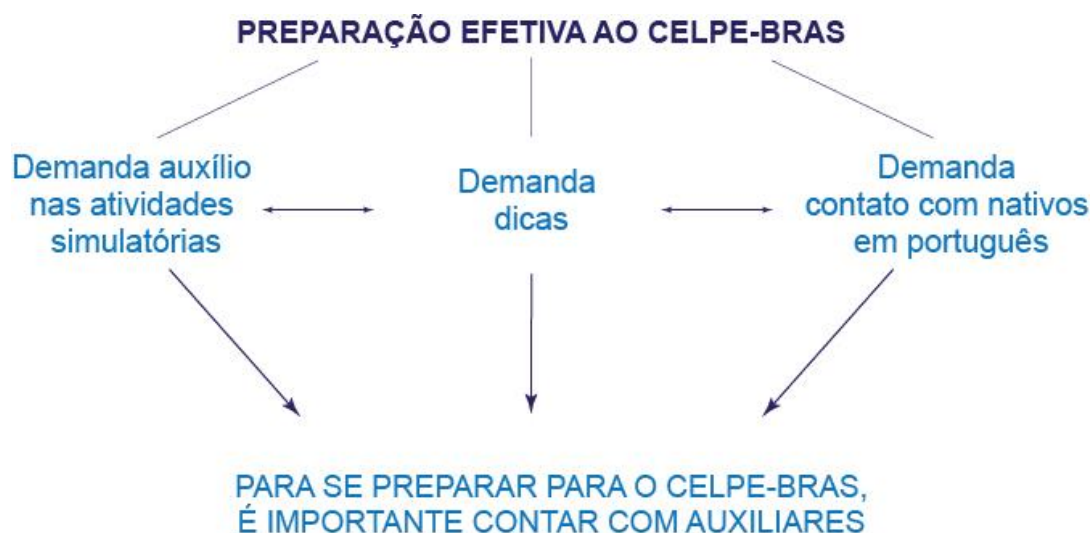 PREPARAÇÃO EFETIVA AO CELPE-BRAS
Demanda auxílio
nas atividades
simulatórias
Demanda
dicas
Demanda
contato com nativos
em português
PARA SE PREPARAR PARA O CELPE-BRAS,
É IMPORTANTE CONTAR COM AUXILIARES